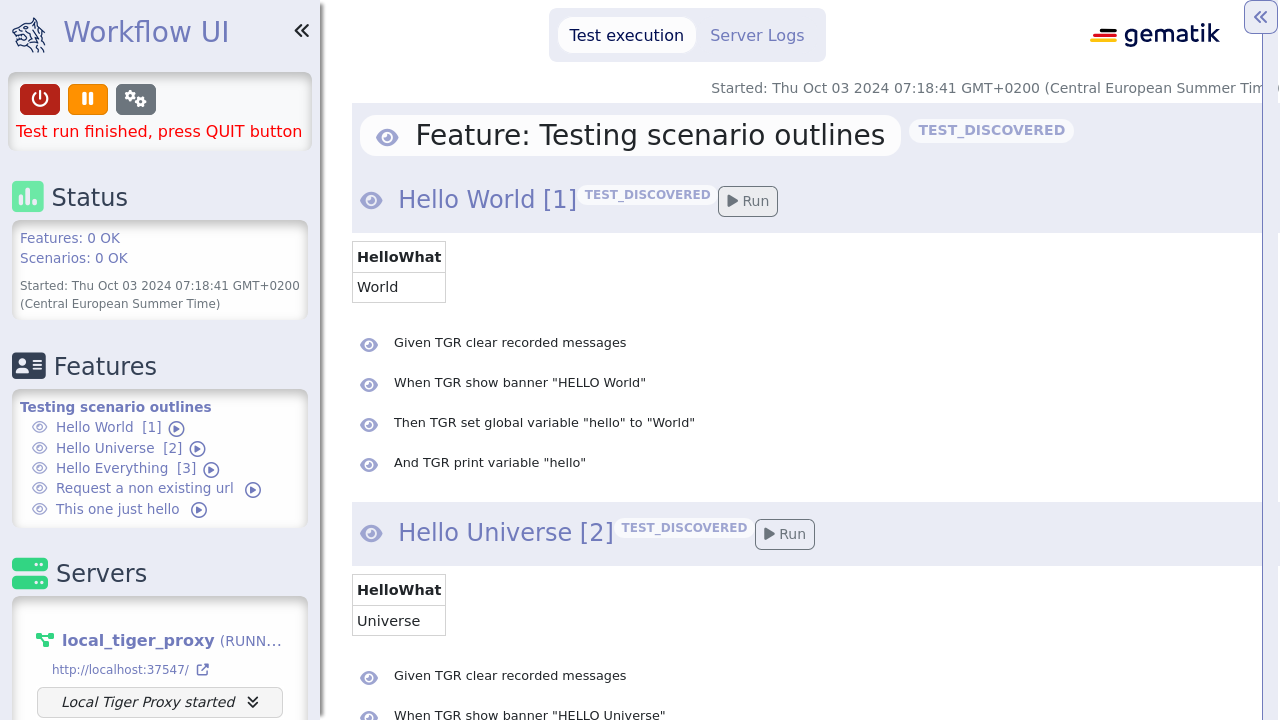 Workflow UI
Test run finished, press QUIT button
Status
Features: 0 OK
Scenarios: 0 OK
Started: Thu Oct 03 2024 07:18:41 GMT+0200
(Central European Summer Time)
Features
Testing scenario outlines
Hello World [1]
Hello Universe [2]
Hello Everything [3]
Request a non existing url
This one just hello
Servers
local_tiger_proxy (RUNN...
http://localhost:37547/
Local Tiger Proxy started
Test execution
Server Logs
gematik
Started: Thu Oct 03 2024 07:18:41 GMT+0200 (Central European Summer Tim
Feature: Testing scenario outlines TEST_DISCOVERED
Hello World [1] TEST_DISCOVERED Run
HelloWhat
World
Given TGR clear recorded messages
When TGR show banner "HELLO World"
Then TGR set global variable "hello" to "World"
And TGR print variable "hello"
Hello Universe [2] TEST_DISCOVERED Run
HelloWhat
Universe
Given TGR clear recorded messages
When TGR show banner "HELLO Universe"